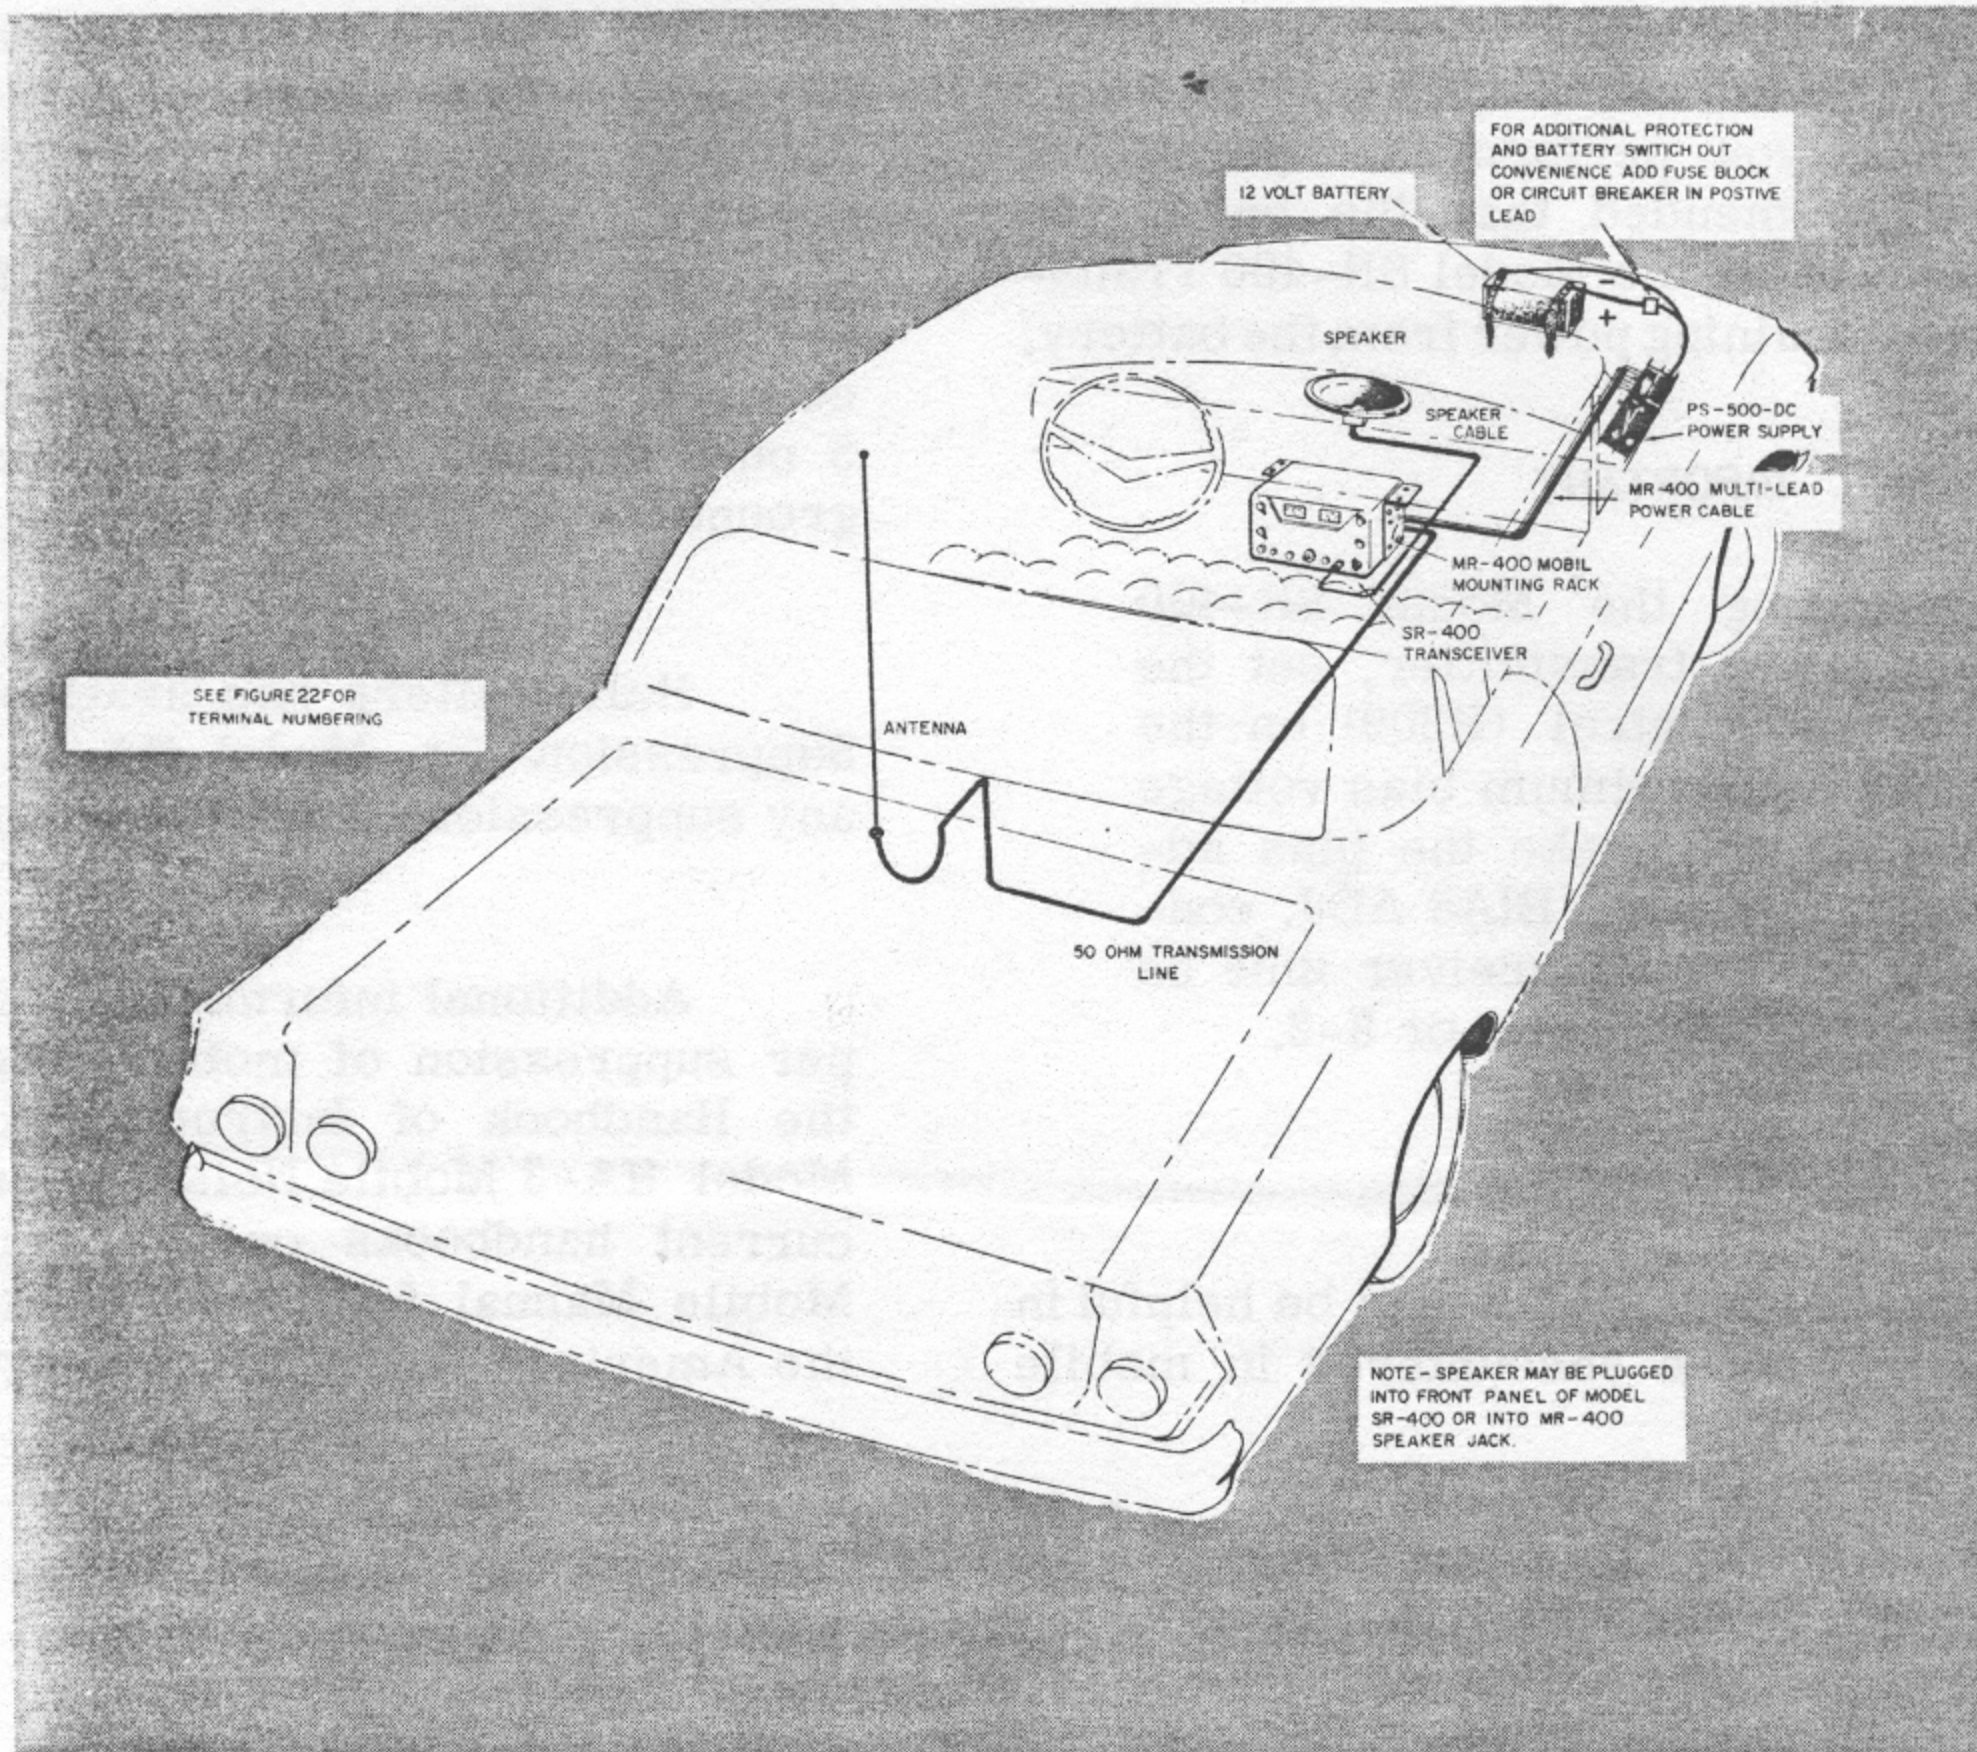 FOR ADDITIONAL PROTECTION
AND BATTERY SWITICH OUT
CONVENIENCE ADD FUSE BLOCK
OR CIRCUIT BREAKER IN POSTIVE
LEAD
12 VOLT BATTERY
-
+
SPEAKER
SPEAKER
CABLE
PS-500-DC
POWER SUPPLY
MR-400 MULTI-LEAD
POWER CABLE
MR-400 MOBIL
MOUNTING RACK
SR-400
TRANSCEIVER
SEE FIGURE 22 FOR
TERMINAL NUMBERING
ANTENNA
50 OHM TRANSMISSION
LINE
NOTE - SPEAKER MAY BE PLUGGED
INTO FRONT PANEL OF MODEL
SR-400 OR INTO MR-400
SPEAKER JACK.